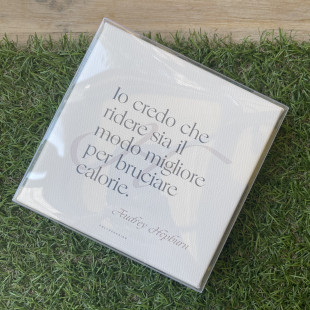 Io credo che
ridere sia il
modo migliore
per bruciare
calorie.
Audrey Hepburn